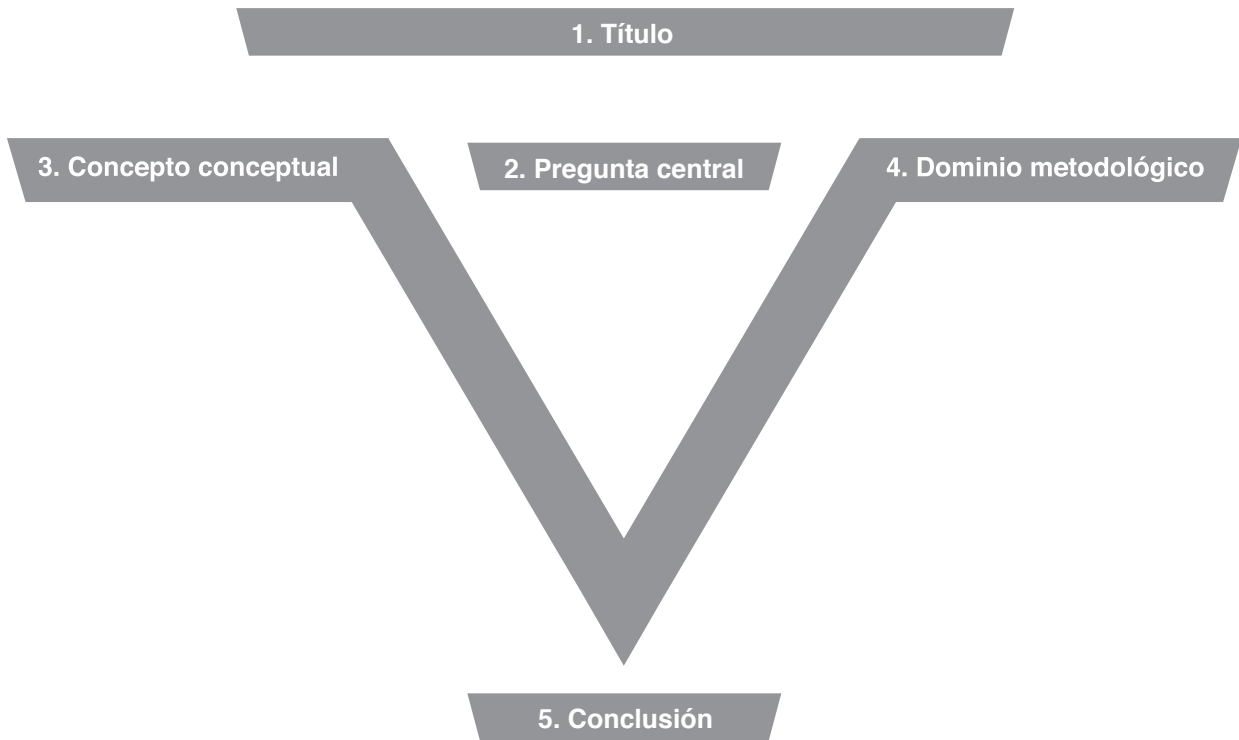 1. Título
3. Concepto conceptual
2. Pregunta central
4. Dominio metodológico
5. Conclusión